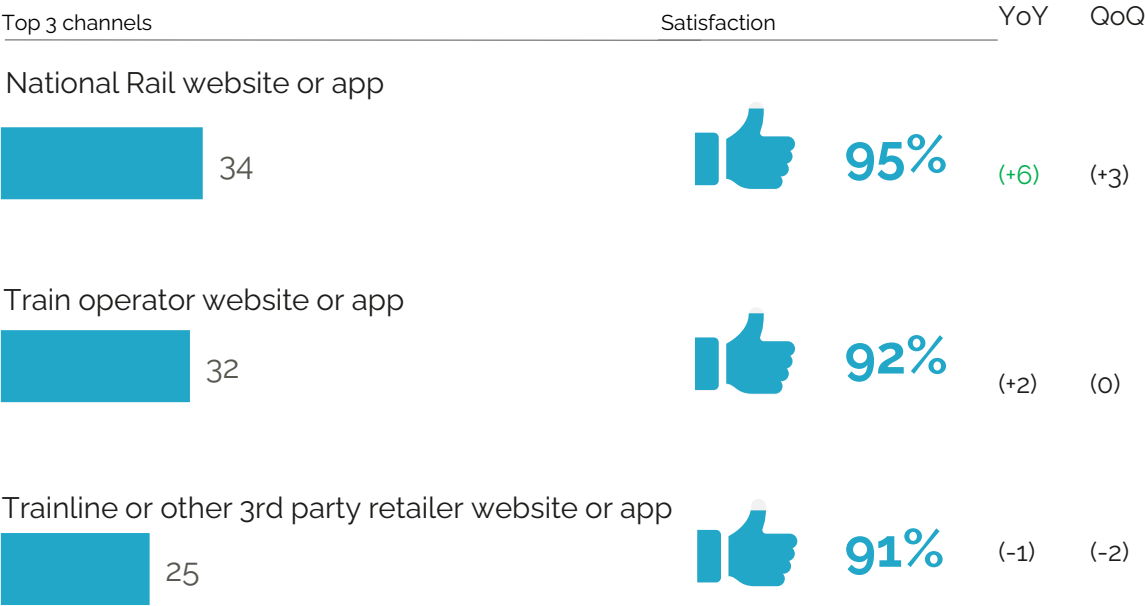 Top 3 channels Satisfaction YoY QoQ
National Rail website or app
34 95% (+6) (+3)
Train operator website or app
32 92% (+2) (0)
Trainline or other 3rd party retailer website or app
25 91% (-1) (-2)